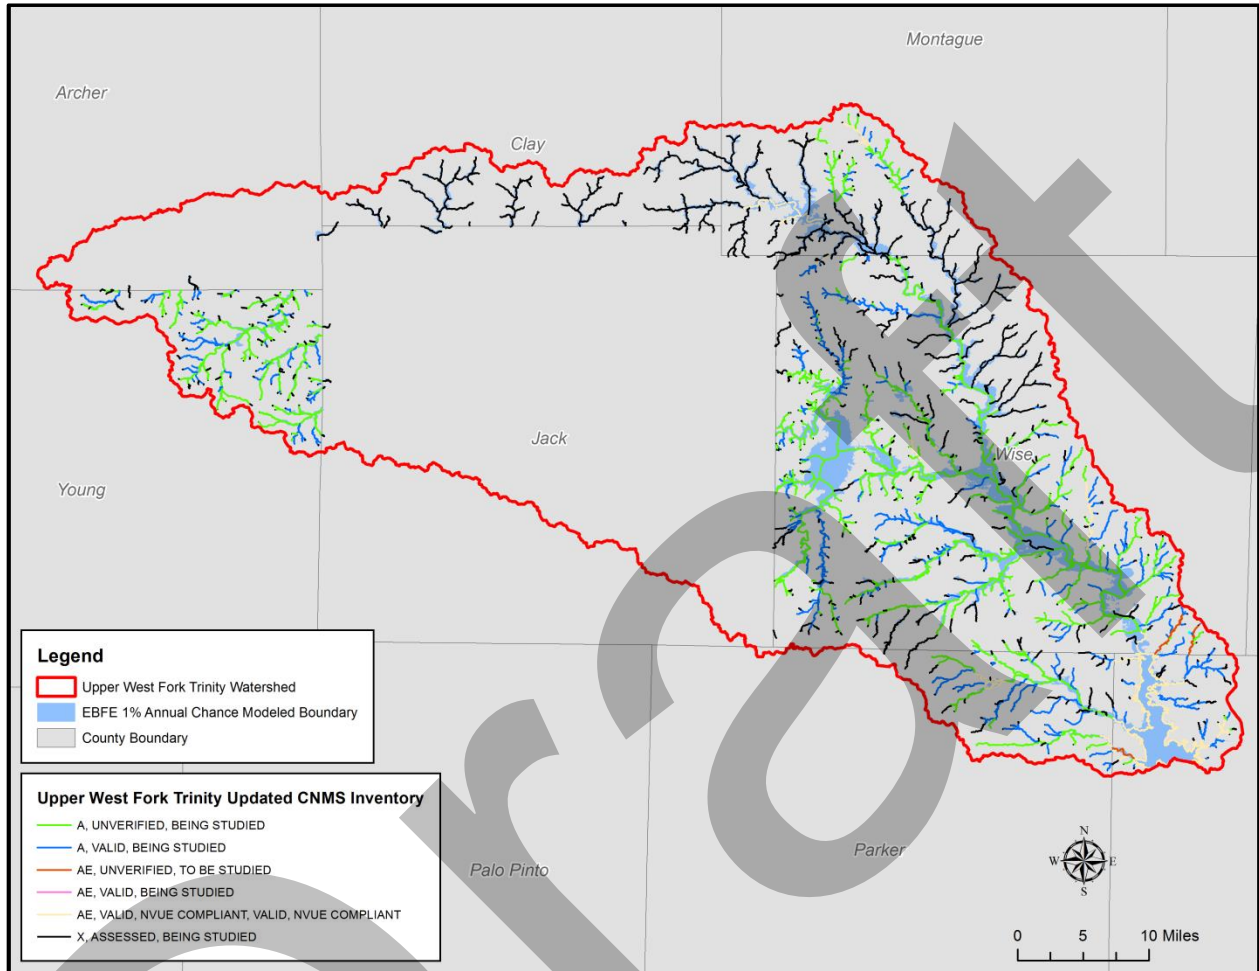 Montague
Archer
Clay
Jack
Wise
Young
Legend
Upper West Fork Trinity Watershed
EBFE 1% Annual Chance Modeled Boundary
County Boundary
Upper West Fork Trinity Updated CNMS Inventory
A, UNVERIFIED, BEING STUDIED
A, VALID, BEING STUDIED
AE, UNVERIFIED, TO BE STUDIED
AE, VALID, BEING STUDIED
AE, VALID, NVUE COMPLIANT, VALID, NVUE COMPLIANT
X, ASSESSED, BEING STUDIED
Palo Pinto
Parker
N
W E
S
0 5 10 Miles
Draft